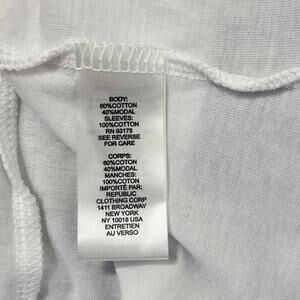 BODY:
60%COTTON
40%MODAL
SLEEVES:
100%COTTON
RN 93178
SEE REVERSE
FOR CARE
CORPS:
60%COTTON
40%MODAL
MANCHES:
100%COTTON
IMPORTÉ PAR:
REPUBLIC
CLOTHING CORP
1411 BROADWAY
NEW YORK
NY 10018 USA
ENTRETIEN
AU VERSO